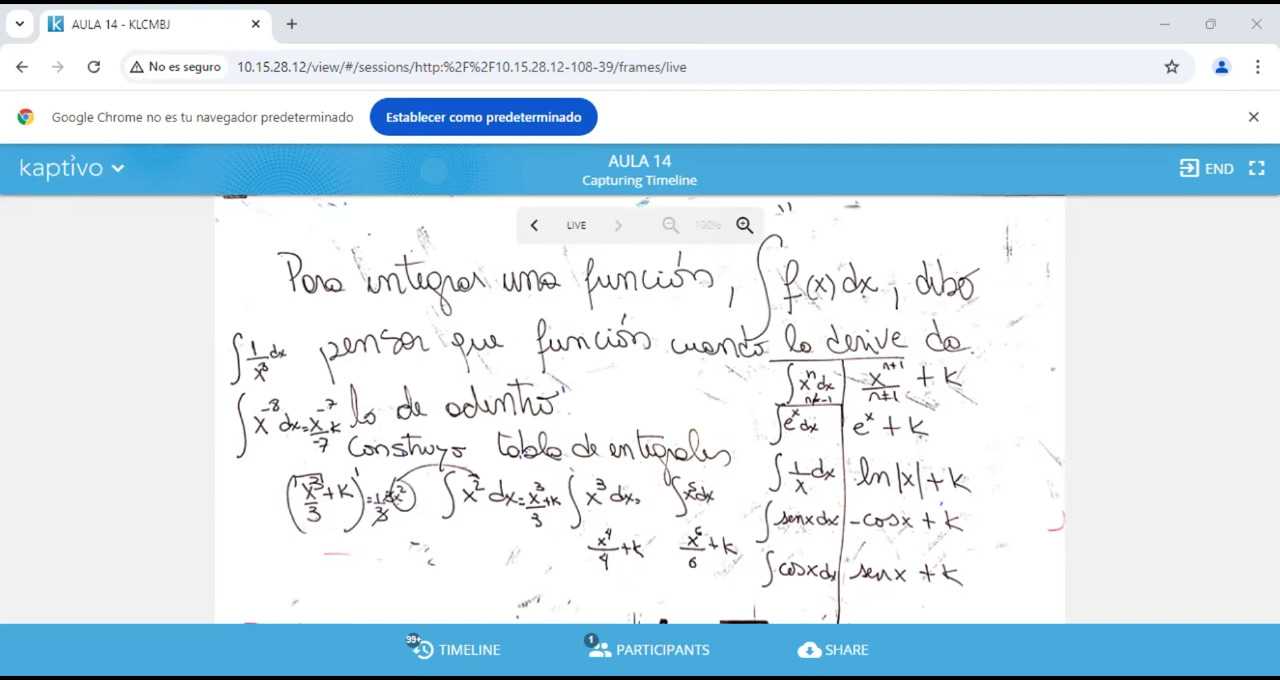 AULA 14 - KLCMBJ
No es seguro 10.15.28.12/view/#/sessions/http:%2F%2F10.15.28.12-108-39/frames/live
Google Chrome no es tu navegador predeterminado Establecer como predeterminado
kaptivo
AULA 14
Capturing Timeline
END
LIVE 100%
Para integrar una función, ∫ f(x) dx, debo
∫ 1/x⁸ dx pensar que función cuando la derive da
∫ x⁻⁸ dx = x⁻⁷/-7 k lo de adentro.
Construyo tabla de integrales
(x³/3 + k)' = 1/3 3x² ∫ x² dx = x³/3 + k ∫ x³ dx = ∫ x⁵ dx
x⁴/4 + k x⁶/6 + k
∫ xⁿ dx n≠-1 xⁿ⁺¹/n+1 + k
∫ eˣ dx eˣ + k
∫ 1/x dx ln|x| + k
∫ senx dx -cosx + k
∫ cosx dx senx + k
99+ TIMELINE 1 PARTICIPANTS SHARE